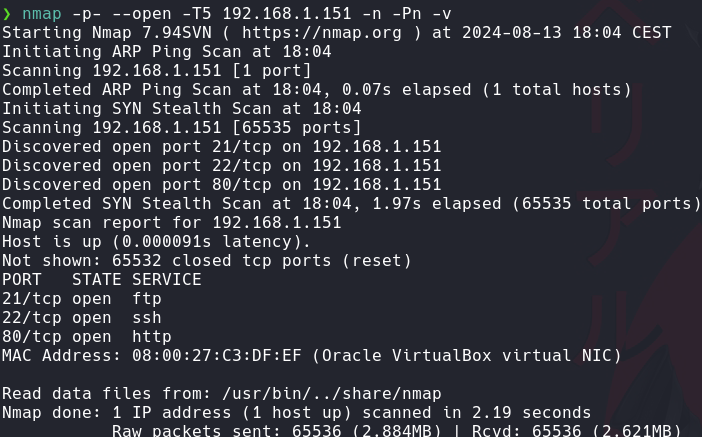 ❯ nmap -p- --open -T5 192.168.1.151 -n -Pn -v
Starting Nmap 7.94SVN ( https://nmap.org ) at 2024-08-13 18:04 CEST
Initiating ARP Ping Scan at 18:04
Scanning 192.168.1.151 [1 port]
Completed ARP Ping Scan at 18:04, 0.07s elapsed (1 total hosts)
Initiating SYN Stealth Scan at 18:04
Scanning 192.168.1.151 [65535 ports]
Discovered open port 21/tcp on 192.168.1.151
Discovered open port 22/tcp on 192.168.1.151
Discovered open port 80/tcp on 192.168.1.151
Completed SYN Stealth Scan at 18:04, 1.97s elapsed (65535 total ports)
Nmap scan report for 192.168.1.151
Host is up (0.000091s latency).
Not shown: 65532 closed tcp ports (reset)
PORT   STATE SERVICE
21/tcp open  ftp
22/tcp open  ssh
80/tcp open  http
MAC Address: 08:00:27:C3:DF:EF (Oracle VirtualBox virtual NIC)
Read data files from: /usr/bin/../share/nmap
Nmap done: 1 IP address (1 host up) scanned in 2.19 seconds
Raw packets sent: 65536 (2.884MB) | Rcvd: 65536 (2.621MB)